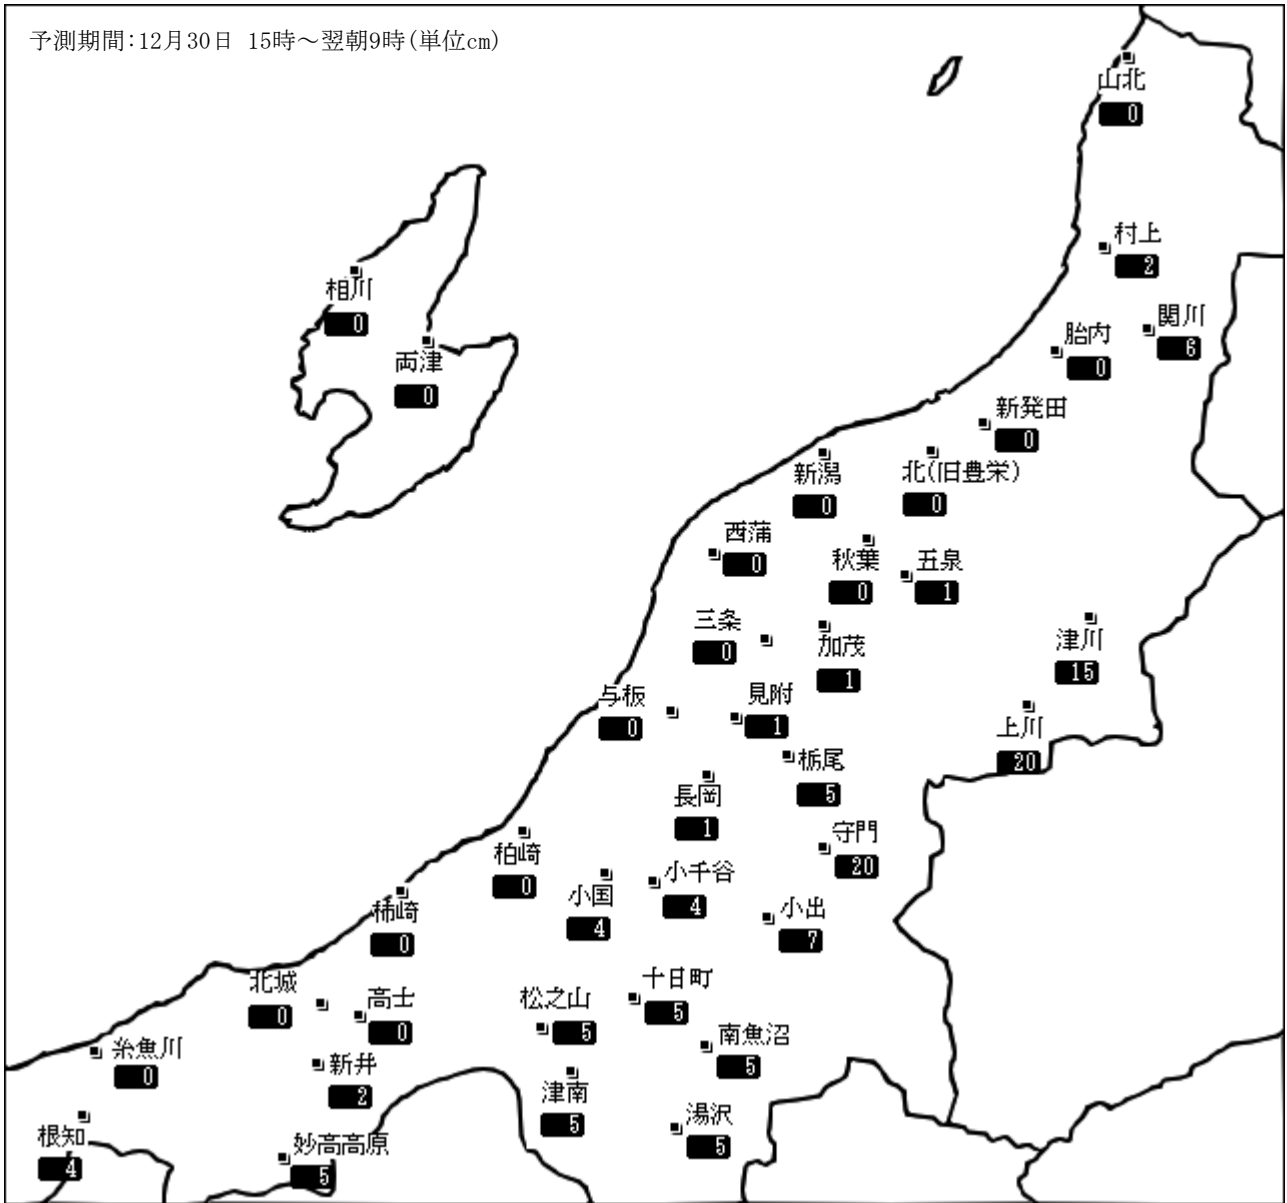 予測期間:12月30日 15時～翌朝9時(単位cm)
山北
0
村上
2
関川
6
胎内
0
相川
0
両津
0
新発田
0
新潟
0
北(旧豊栄)
0
西蒲
0
秋葉
0
五泉
1
三条
0
加茂
1
津川
15
与板
0
見附
1
上川
20
栃尾
5
長岡
1
守門
20
柏崎
0
小国
4
小千谷
4
小出
7
柿崎
0
北城
0
高士
0
松之山
5
十日町
5
南魚沼
5
糸魚川
0
新井
2
津南
5
湯沢
5
根知
4
妙高高原
5